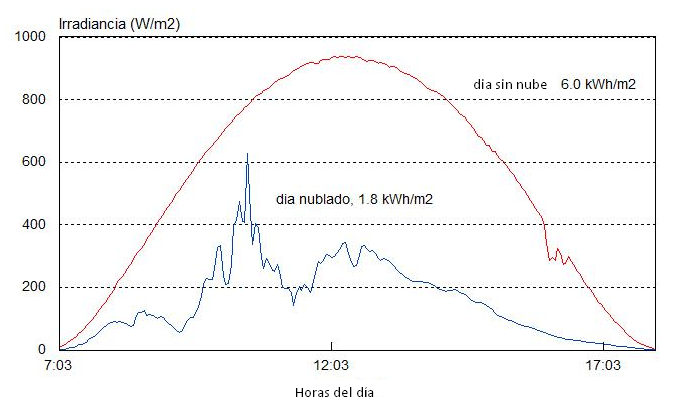 Irradiancia (W/m2)
1000
dia sin nube 6.0 kWh/m2
800
600
dia nublado, 1.8 kWh/m2
400
200
0
7:03 12:03 17:03
Horas del día